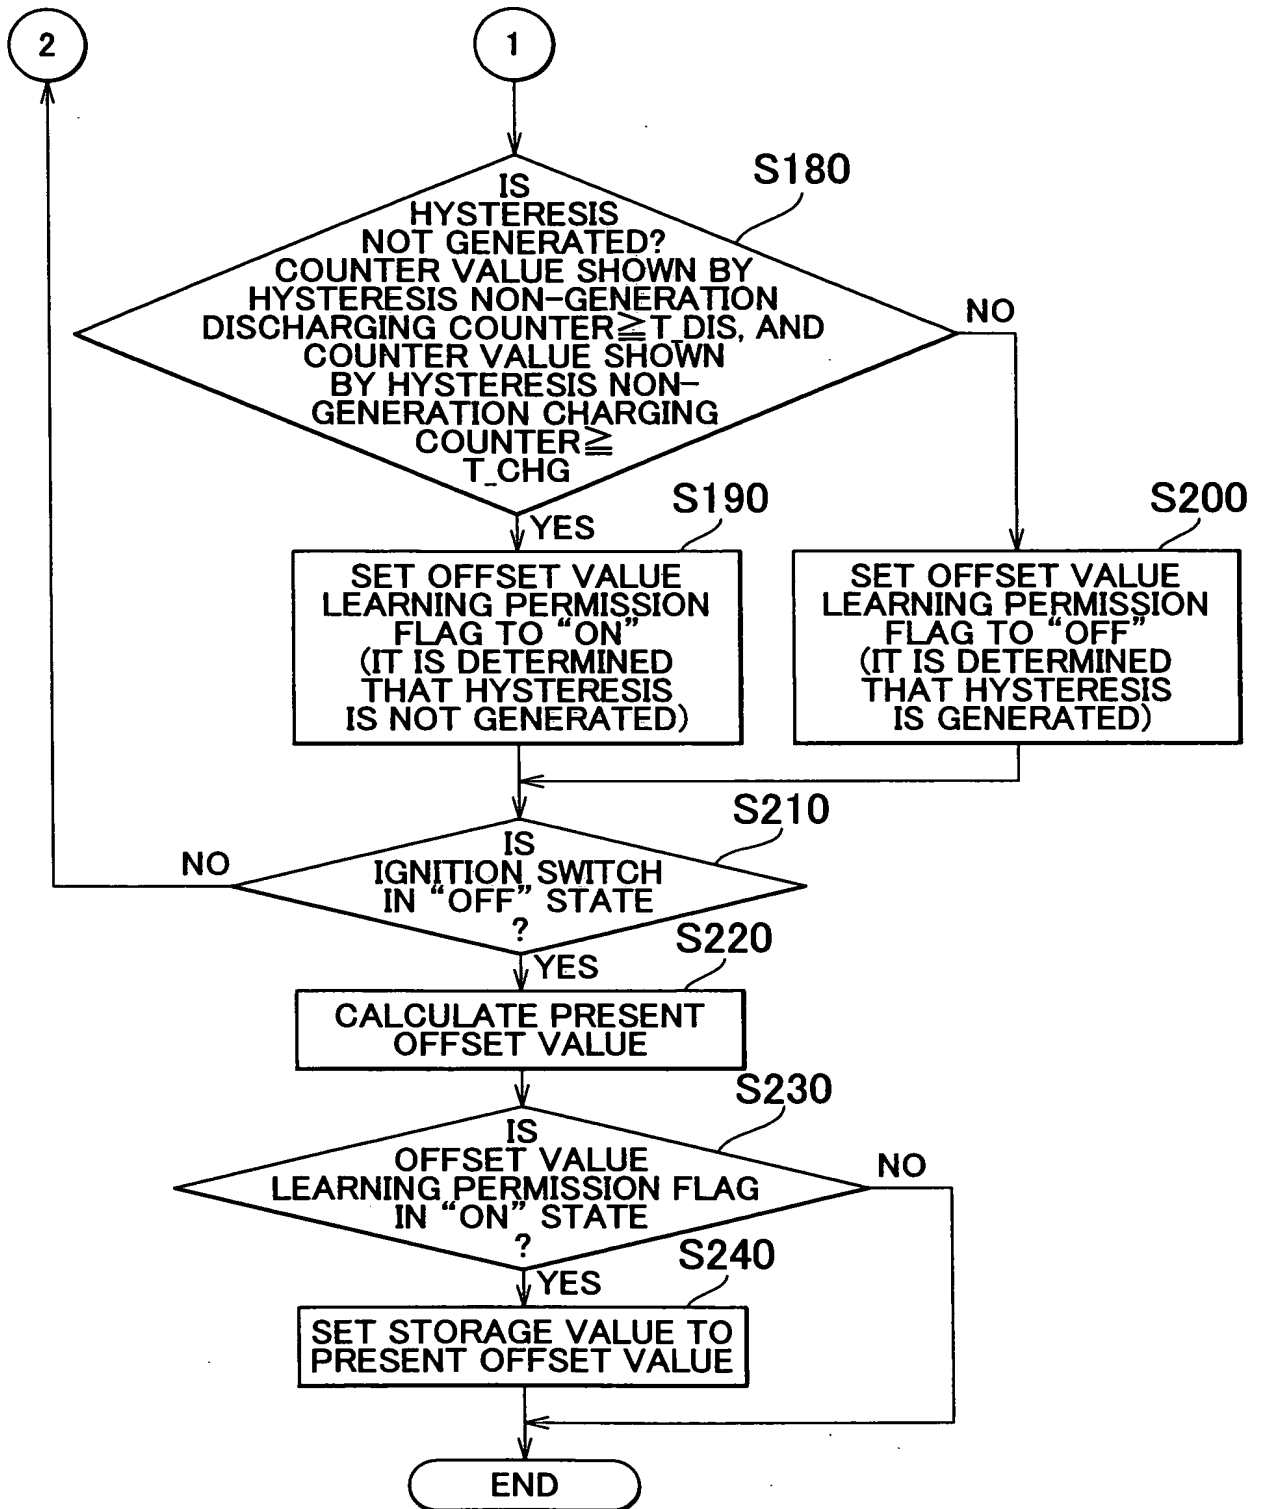 2
1
S180
IS
HYSTERESIS
NOT GENERATED?
COUNTER VALUE SHOWN BY
HYSTERESIS NON-GENERATION
DISCHARGING COUNTER≧T_DIS, AND
COUNTER VALUE SHOWN
BY HYSTERESIS NON-
GENERATION CHARGING
COUNTER≧
T_CHG
NO
YES
S190
SET OFFSET VALUE
LEARNING PERMISSION
FLAG TO “ON”
(IT IS DETERMINED
THAT HYSTERESIS
IS NOT GENERATED)
S200
SET OFFSET VALUE
LEARNING PERMISSION
FLAG TO “OFF”
(IT IS DETERMINED
THAT HYSTERESIS
IS GENERATED)
S210
IS
IGNITION SWITCH
IN “OFF” STATE
?
NO
YES
S220
CALCULATE PRESENT
OFFSET VALUE
S230
IS
OFFSET VALUE
LEARNING PERMISSION FLAG
IN “ON” STATE
?
NO
YES
S240
SET STORAGE VALUE TO
PRESENT OFFSET VALUE
END